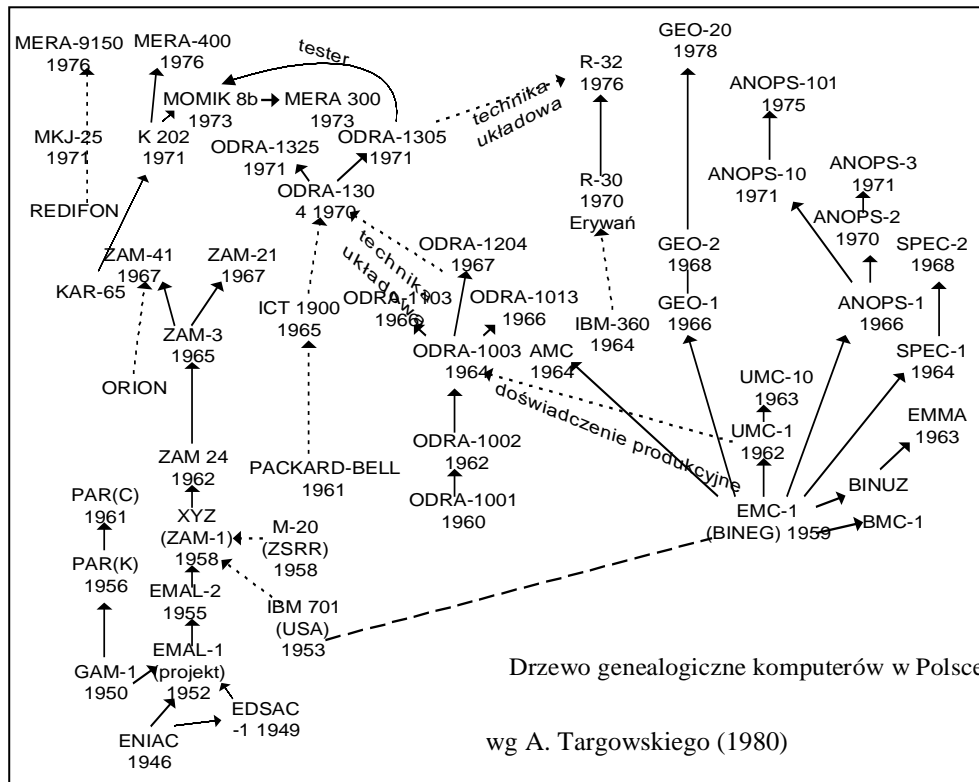 MERA-9150
1976
MERA-400
1976
tester
GEO-20
1978
R-32
1976
ANOPS-101
1975
MOMIK 8b
1973
MERA 300
1973
technika
układowa
MKJ-25
1971
K 202
1971
ODRA-1325
1971
ODRA-1305
1971
ANOPS-10
1971
ANOPS-3
1971
R-30
1970
Erywań
ODRA-130
4 1970
REDIFON
ANOPS-2
1970
ZAM-41
1967
ZAM-21
1967
technika
układowa
ODRA-1204
1967
GEO-2
1968
SPEC-2
1968
KAR-65
ICT 1900
1965
ODRA-1103
1966
ODRA-1013
1966
GEO-1
1966
ANOPS-1
1966
ZAM-3
1965
IBM-360
1964
ODRA-1003
1964
AMC
1964
SPEC-1
1964
ORION
UMC-10
1963
doświadczenie produkcyjne
EMMA
1963
UMC-1
1962
ODRA-1002
1962
ZAM 24
1962
PACKARD-BELL
1961
BINUZ
PAR(C)
1961
ODRA-1001
1960
XYZ
(ZAM-1)
1958
M-20
(ZSRR)
1958
EMC-1
(BINEG) 1959
BMC-1
PAR(K)
1956
EMAL-2
1955
IBM 701
(USA)
1953
GAM-1
1950
EMAL-1
(projekt)
1952
Drzewo genealogiczne komputerów w Polsce
EDSAC
-1 1949
ENIAC
1946
wg A. Targowskiego (1980)